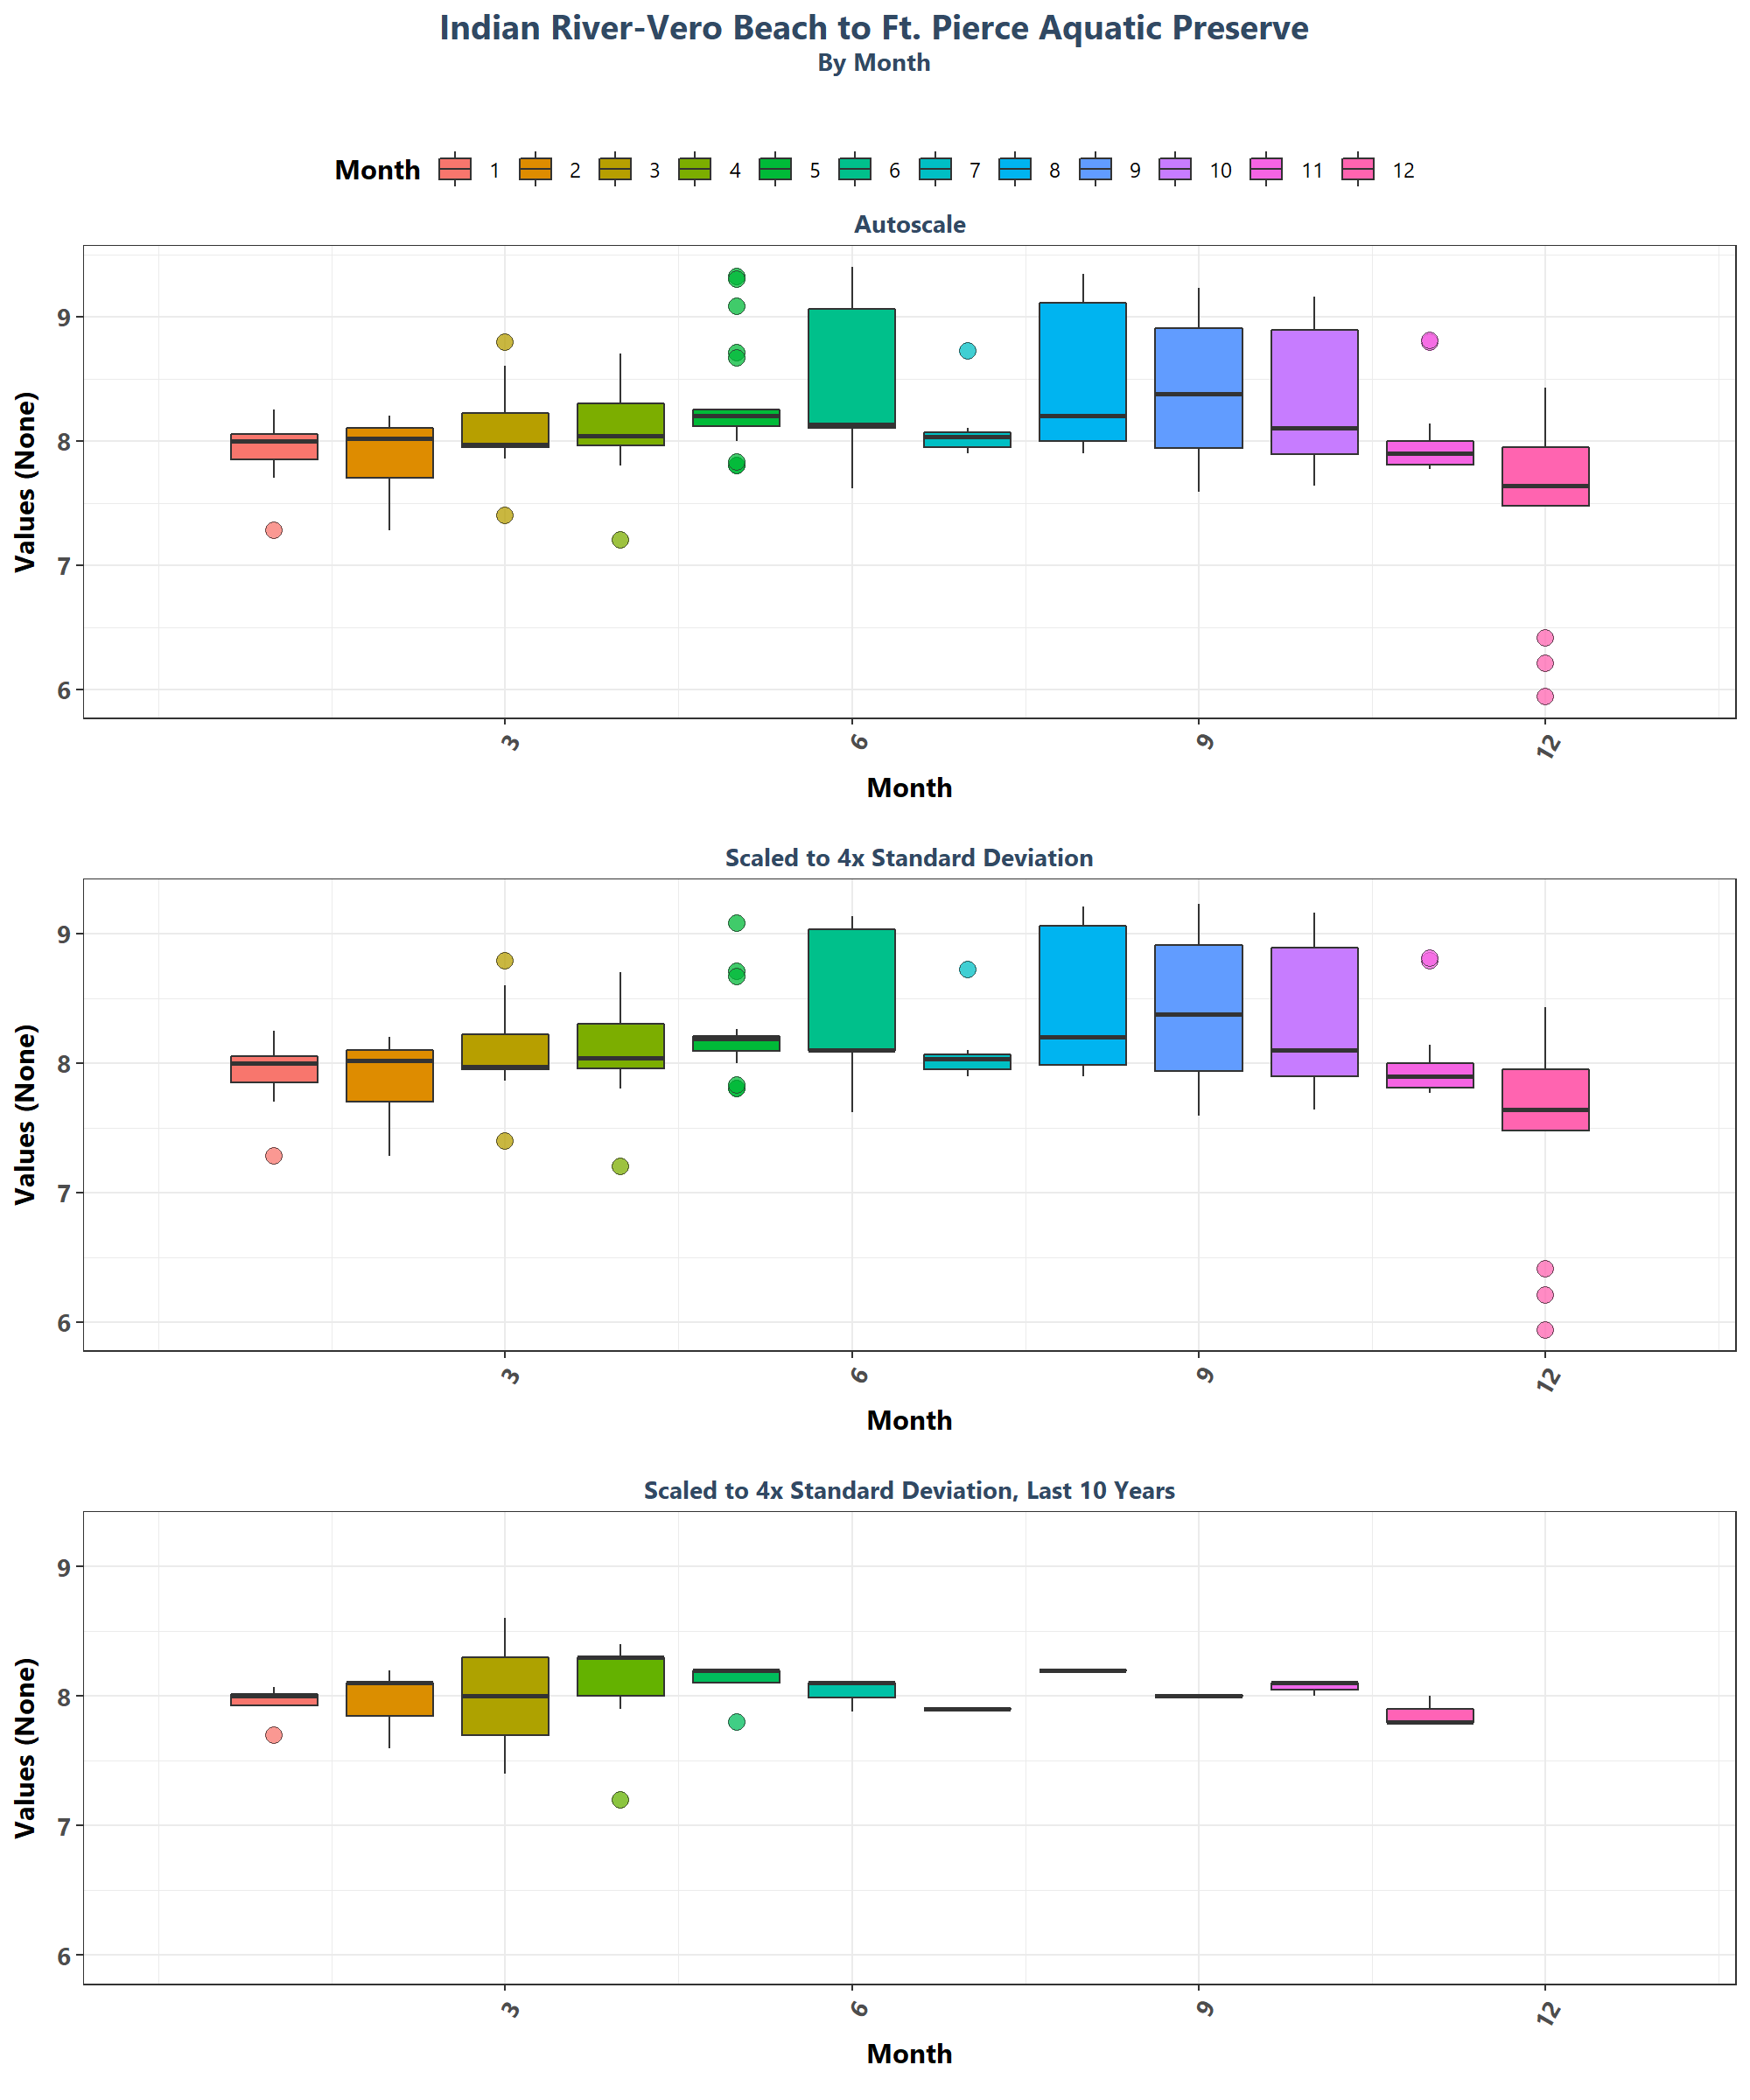 Indian River-Vero Beach to Ft. Pierce Aquatic Preserve
By Month
Month 1 2 3 4 5 6 7 8 9 10 11 12
Autoscale
Values (None)
9
8
7
6
3 6 9 12
Month
Scaled to 4x Standard Deviation
Values (None)
9
8
7
6
3 6 9 12
Month
Scaled to 4x Standard Deviation, Last 10 Years
Values (None)
9
8
7
6
3 6 9 12
Month